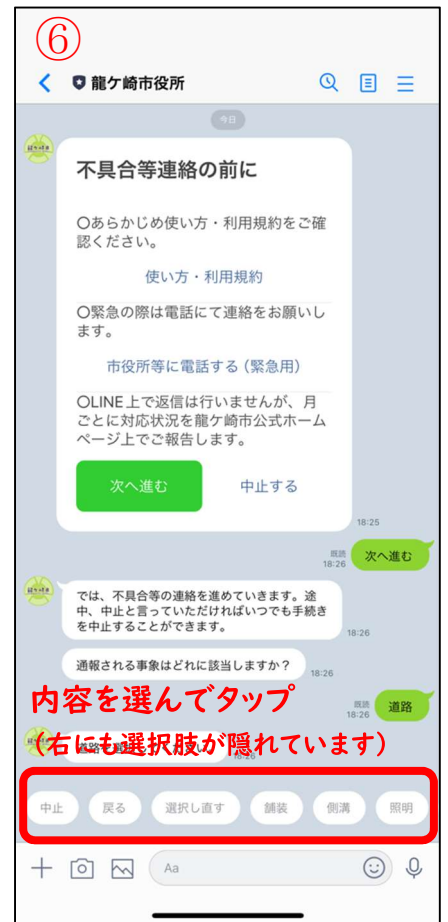 ⑥
龍ケ崎市役所
今日
不具合等連絡の前に
〇あらかじめ使い方・利用規約をご確
認ください。
使い方・利用規約
〇緊急の際は電話にて連絡をお願いし
ます。
市役所等に電話する（緊急用）
〇LINE上で返信は行いませんが、月
ごとに対応状況を龍ケ崎市公式ホーム
ページ上でご報告します。
次へ進む 中止する
18:25
既読
18:26
次へ進む
では、不具合等の連絡を進めていきます。途
中、中止と言っていただければいつでも手続き
を中止することができます。
18:26
通報される事象はどれに該当しますか？
18:26
内容を選んでタップ
既読
18:26
道路
（右にも選択肢が隠れています）
18:26
中止 戻る 選択し直す 舗装 側溝 照明
Aa